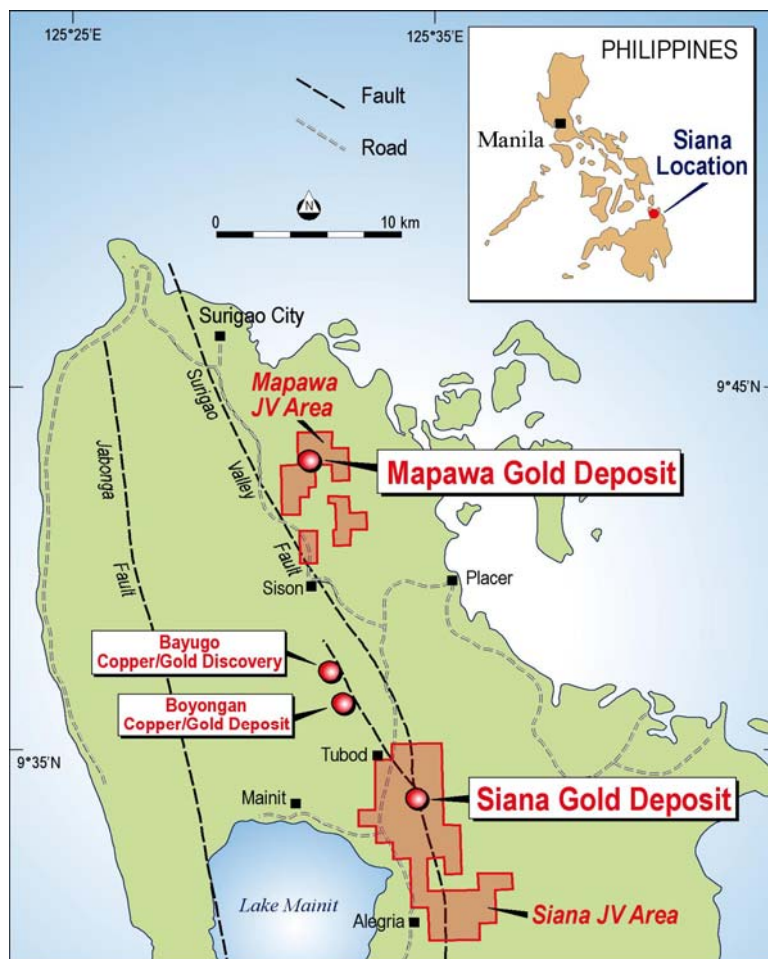 125°25'E
125°35'E
PHILIPPINES
Manila
Siana
Location
Fault
Road
N
0
10 km
Surigao City
Mapawa
JV Area
9°45'N
Mapawa Gold Deposit
Surigao
Valley
Fault
Jabonga
Fault
Sison
Placer
Bayugo
Copper/Gold Discovery
Boyongan
Copper/Gold Deposit
9°35'N
Tubod
Mainit
Siana Gold Deposit
Lake Mainit
Alegria
Siana JV Area